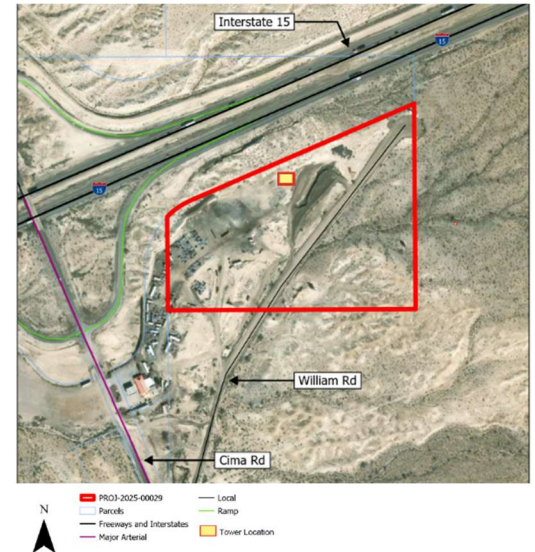 Interstate 15
15
15
William Rd
Cima Rd
N
PROJ-2025-00029
Parcels
Freeways and Interstates
Major Arterial
Local
Ramp
Tower Location